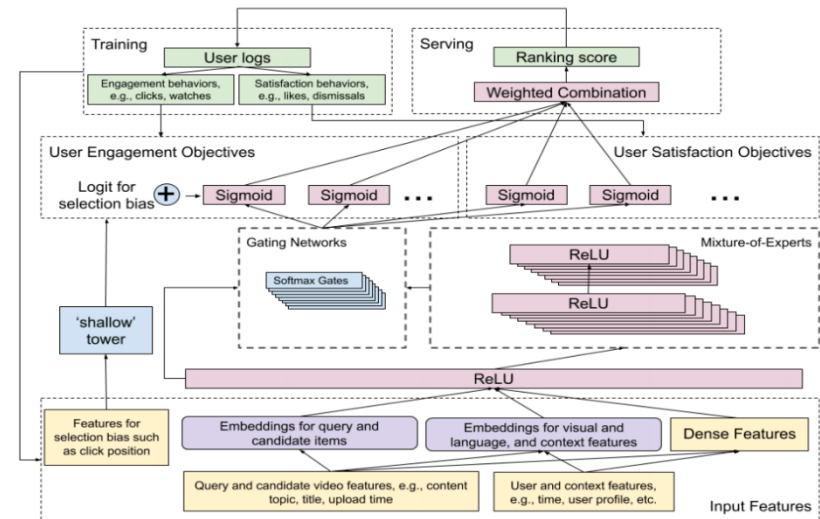 Training
User logs
Engagement behaviors,
e.g., clicks, watches
Satisfaction behaviors,
e.g., likes, dismissals
Serving
Ranking score
Weighted Combination
User Engagement Objectives
User Satisfaction Objectives
Logit for
selection bias
+
Sigmoid
Sigmoid
...
Sigmoid
Sigmoid
...
Gating Networks
Softmax Gates
Mixture-of-Experts
ReLU
ReLU
'shallow'
tower
ReLU
Features for
selection bias such
as click position
Embeddings for query and
candidate items
Embeddings for visual and
language, and context features
Dense Features
Query and candidate video features, e.g., content
topic, title, upload time
User and context features,
e.g., time, user profile, etc.
Input Features